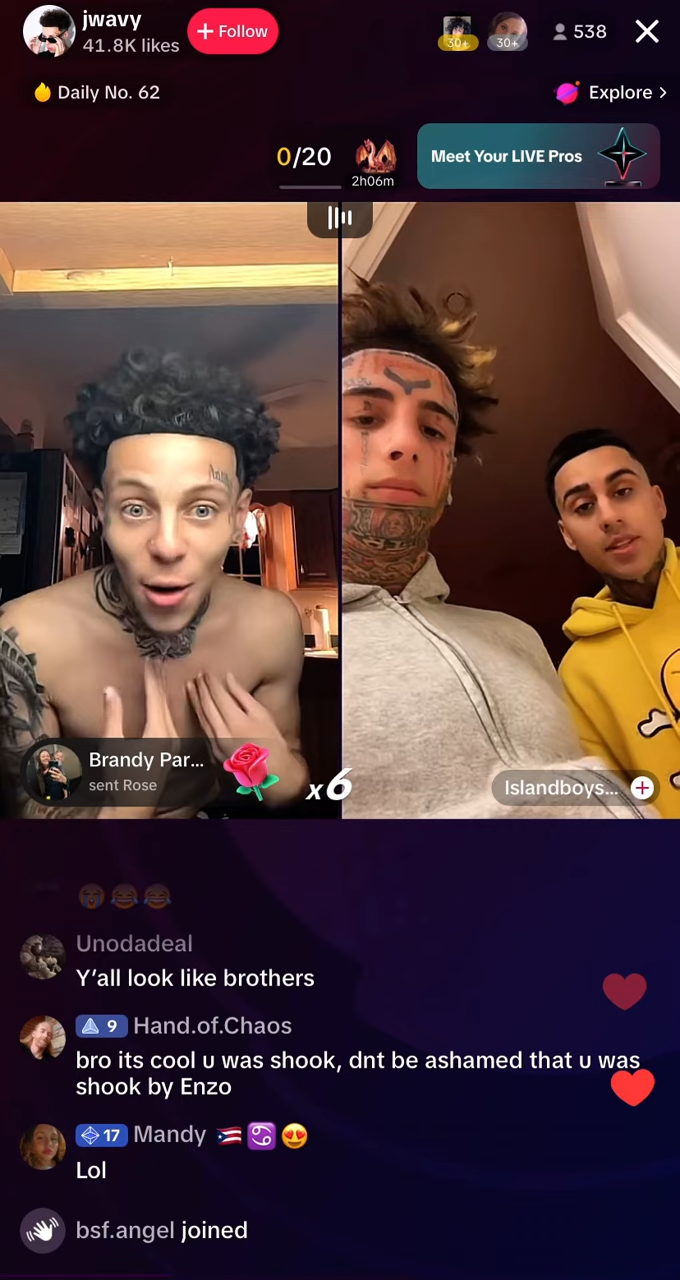 jwavy
41.8K likes
+ Follow
30+
30+
538
Daily No. 62
Explore >
0/20
2h06m
Meet Your LIVE Pros
Brandy Par...
sent Rose
x6
Islandboys...
Unodadeal
Y'all look like brothers
9 Hand.of.Chaos
bro its cool u was shook, dnt be ashamed that u was
shook by Enzo
17 Mandy 🇵🇷♋😍
Lol
bsf.angel joined